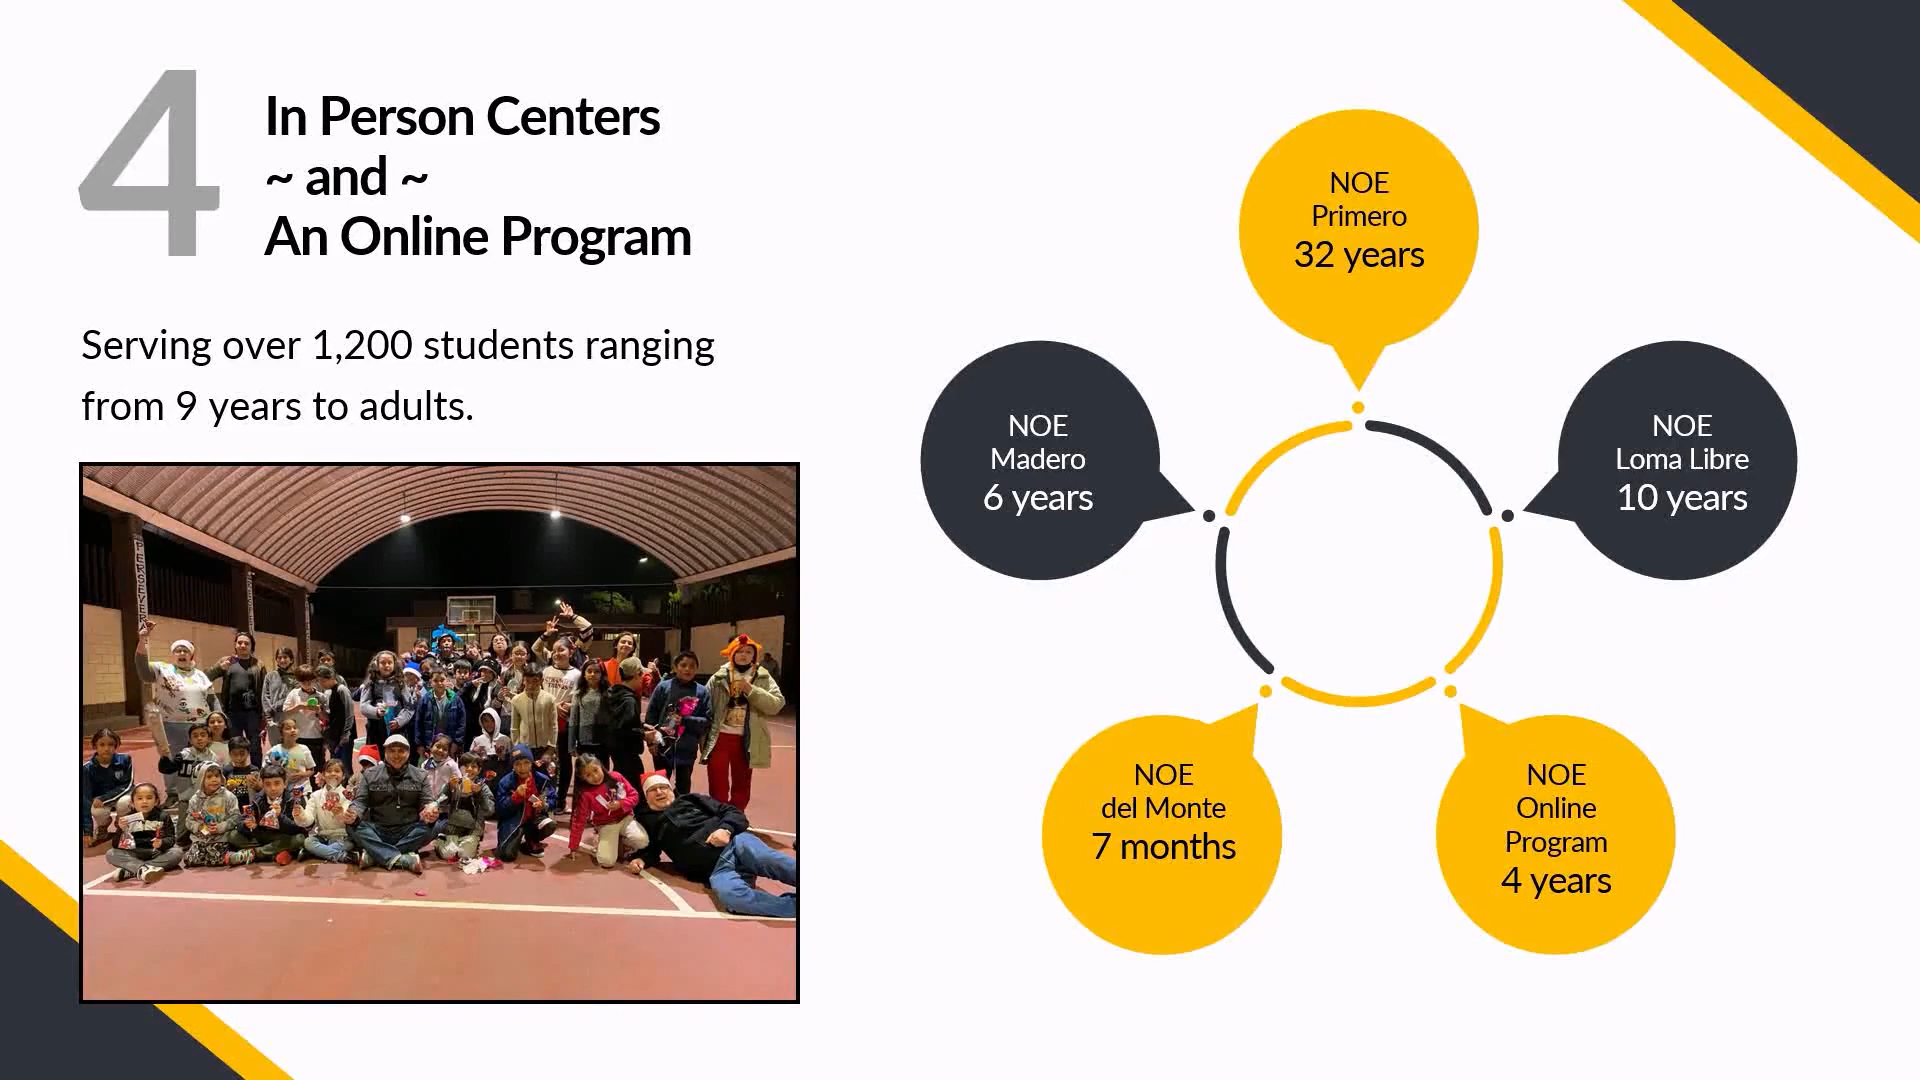 4
In Person Centers
~ and ~
An Online Program
Serving over 1,200 students ranging
from 9 years to adults.
NOE
Primero
32 years
NOE
Madero
6 years
NOE
Loma Libre
10 years
NOE
del Monte
7 months
NOE
Online
Program
4 years